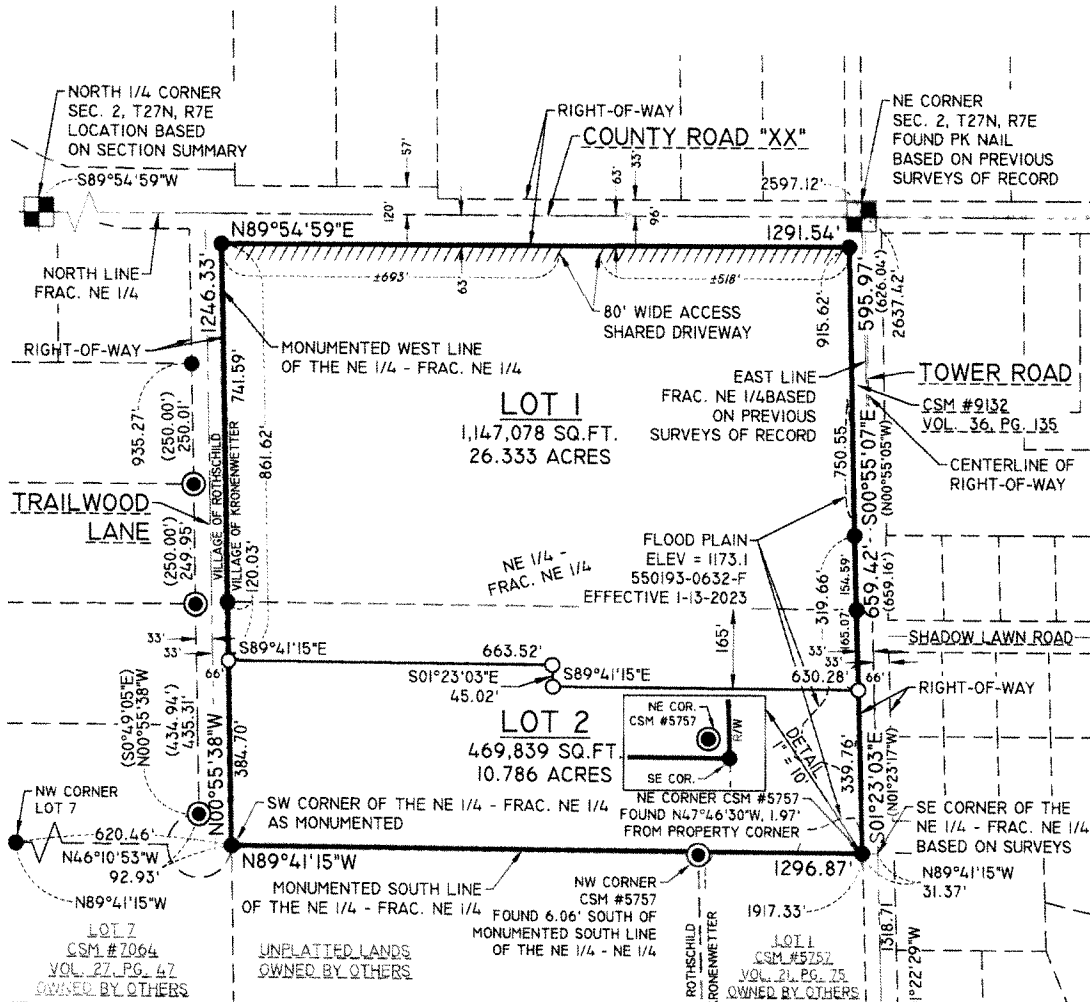 NORTH 1/4 CORNER
SEC. 2, T27N, R7E
LOCATION BASED
ON SECTION SUMMARY
S89°54'59"W
57'
RIGHT-OF-WAY
COUNTY ROAD "XX"
33'
63'
96'
120'
63'
2597.12'
NE CORNER
SEC. 2, T27N, R7E
FOUND PK NAIL
BASED ON PREVIOUS
SURVEYS OF RECORD
N89°54'59"E
1291.54'
NORTH LINE
FRAC. NE 1/4
±693'
±518'
80' WIDE ACCESS
SHARED DRIVEWAY
1246.33'
RIGHT-OF-WAY
MONUMENTED WEST LINE
OF THE NE 1/4 - FRAC. NE 1/4
741.59'
861.62'
120.03'
935.27'
(250.00')
250.01'
(250.00')
249.95'
TRAILWOOD
LANE
VILLAGE OF ROTHSCHILD
VILLAGE OF KRONENWETTER
LOT 1
1,147,078 SQ.FT.
26.333 ACRES
915.62'
595.97'
(626.04')
2637.42'
EAST LINE
FRAC. NE 1/4BASED
ON PREVIOUS
SURVEYS OF RECORD
TOWER ROAD
CSM #9132
VOL. 36, PG. 135
CENTERLINE OF
RIGHT-OF-WAY
750.55'
S00°55'07"E
(N00°55'05"W)
FLOOD PLAIN
ELEV = 1173.1
550193-0632-F
EFFECTIVE 1-13-2023
NE 1/4 -
FRAC. NE 1/4
319.66'
154.59'
165.07'
659.42'
(659.16')
165'
SHADOW LAWN ROAD
33'
33'
66'
33'
33'
66'
S89°41'15"E
663.52'
S01°23'03"E
45.02'
S89°41'15"E
630.28'
RIGHT-OF-WAY
LOT 2
469,839 SQ.FT.
10.786 ACRES
NE COR.
CSM #5757
R/W
SE COR.
DETAIL
1" = 10'
339.76'
S01°23'03"E
(N01°23'17"W)
(S0°49'05"E)
N00°55'38"W
(434.94')
435.31'
N00°55'38"W
384.70'
NW CORNER
LOT 7
620.46'
N46°10'53"W
92.93'
N89°41'15"W
SW CORNER OF THE NE 1/4 - FRAC. NE 1/4
AS MONUMENTED
NE CORNER CSM #5757
FOUND N47°46'30"W, 1.97'
FROM PROPERTY CORNER
SE CORNER OF THE
NE 1/4 - FRAC. NE 1/4
BASED ON SURVEYS
N89°41'15"W
1296.87'
N89°41'15"W
31.37'
MONUMENTED SOUTH LINE
OF THE NE 1/4 - FRAC. NE 1/4
NW CORNER
CSM #5757
FOUND 6.06' SOUTH OF
MONUMENTED SOUTH LINE
OF THE NE 1/4 - NE 1/4
1917.33'
1318.71
1°22'29"W
LOT 7
CSM #7064
VOL. 27, PG. 47
OWNED BY OTHERS
UNPLATTED LANDS
OWNED BY OTHERS
ROTHSCHILD
RONENWETTER
LOT 1
CSM #5757
VOL. 21, PG. 75
OWNED BY OTHERS